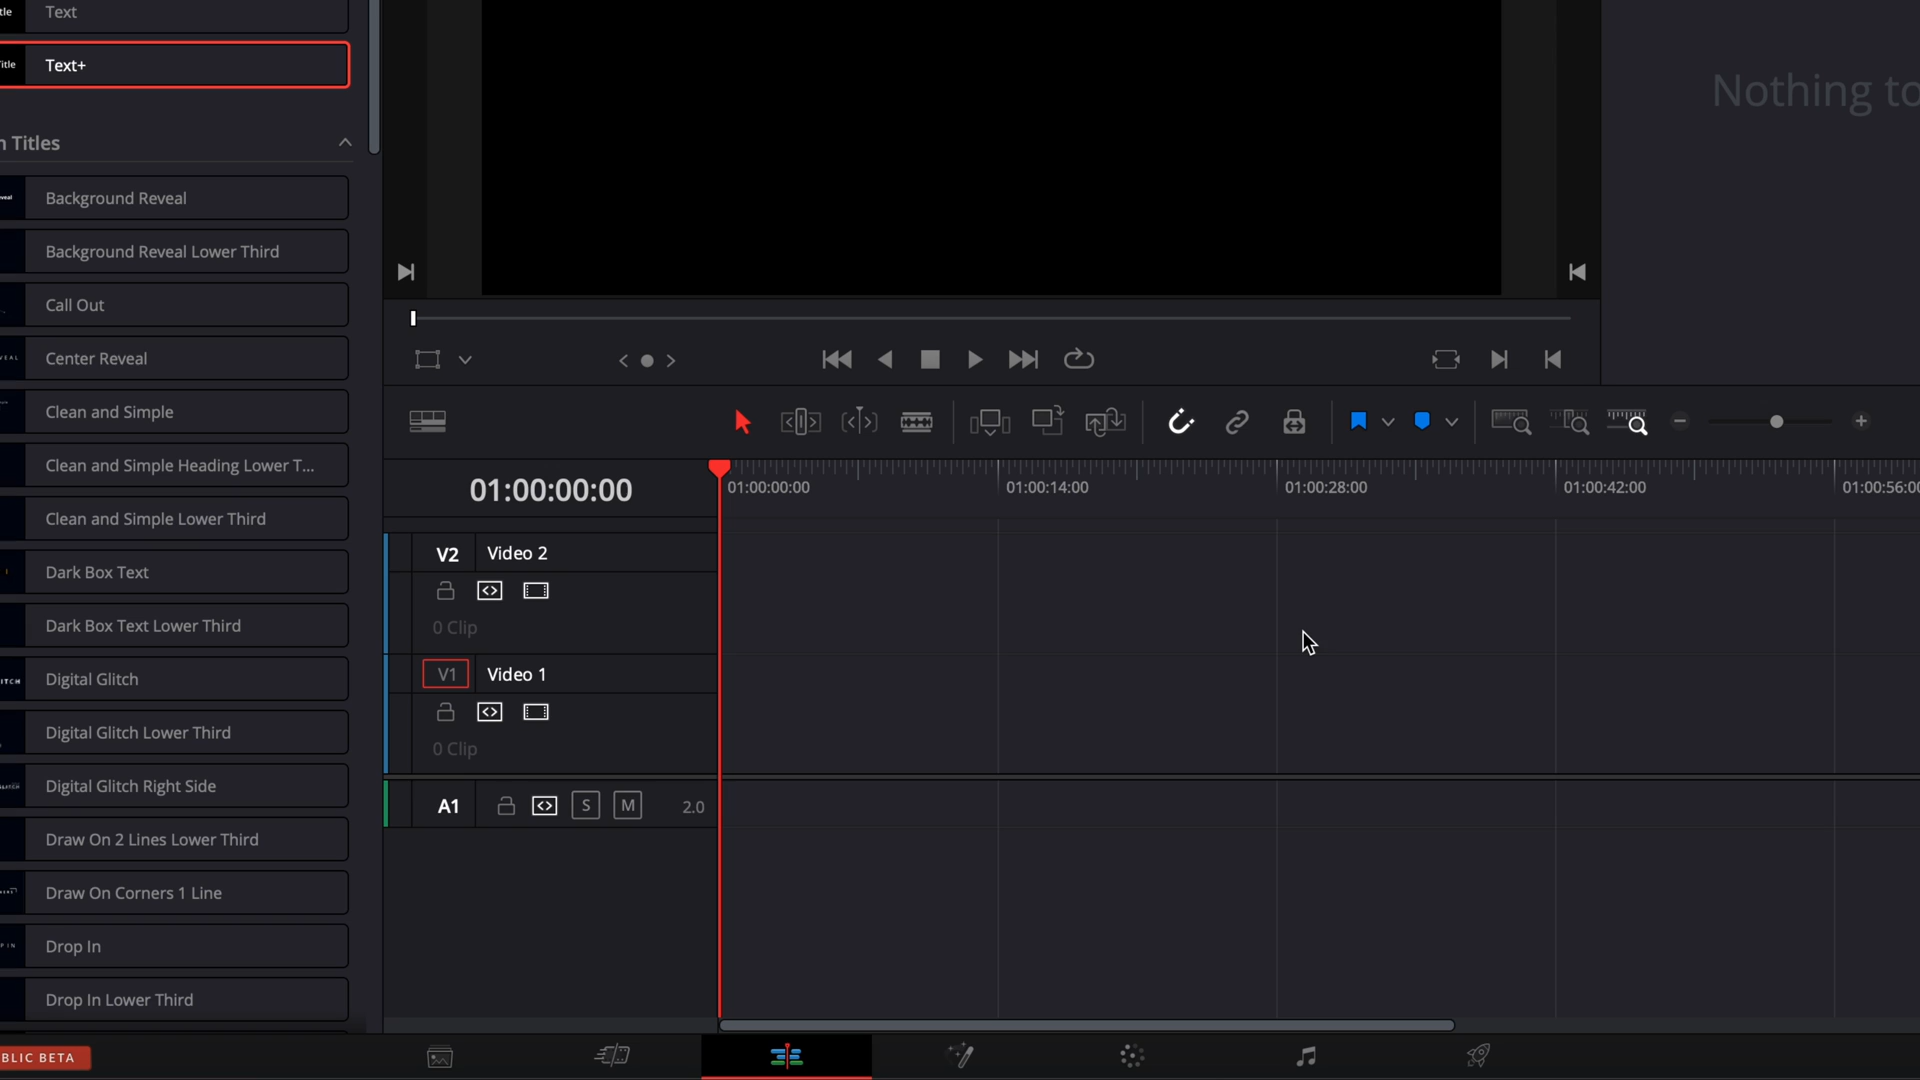 Text
Text+
Nothing to
Titles
Background Reveal
Background Reveal Lower Third
Call Out
Center Reveal
Clean and Simple
Clean and Simple Heading Lower T...
Clean and Simple Lower Third
Dark Box Text
Dark Box Text Lower Third
Digital Glitch
Digital Glitch Lower Third
Digital Glitch Right Side
Draw On 2 Lines Lower Third
Draw On Corners 1 Line
Drop In
Drop In Lower Third
01:00:00:00
01:00:00:00
01:00:14:00
01:00:28:00
01:00:42:00
01:00:56:00
V2 Video 2
0 Clip
V1 Video 1
0 Clip
A1 S M 2.0
BLIC BETA